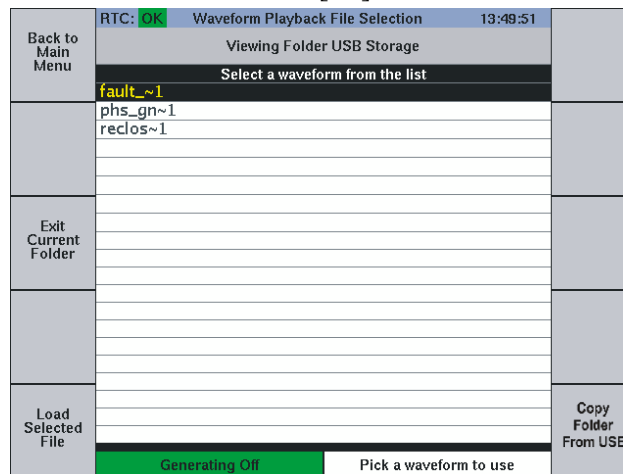 RTC: OK Waveform Playback File Selection 13:49:51
Back to
Main
Menu
Viewing Folder USB Storage
Select a waveform from the list
fault_~1
phs_gn~1
reclos~1
Exit
Current
Folder
Load
Selected
File
Copy
Folder
From USB
Generating Off Pick a waveform to use